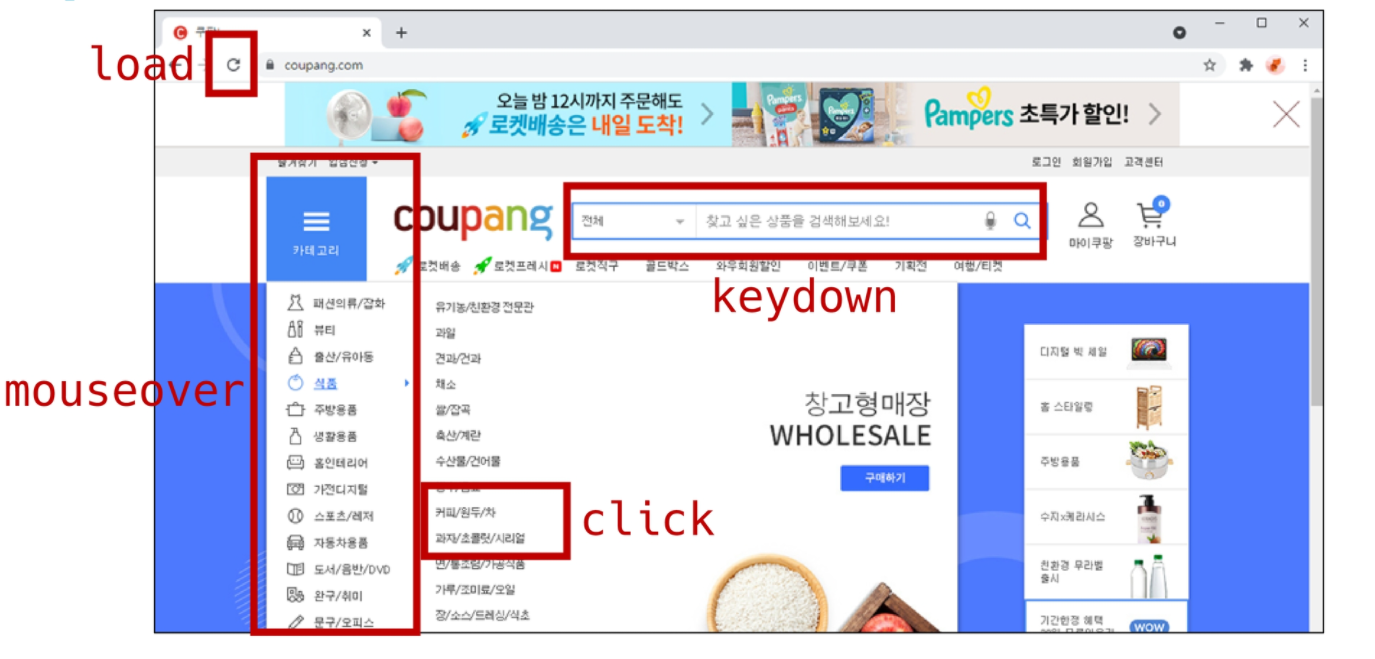 load
coupang.com
오늘 밤 12시까지 주문해도
로켓배송은 내일 도착!
Pampers
Pampers 초특가 할인!
로그인 회원가입 고객센터
카테고리
coupang
전체
찾고 싶은 상품을 검색해보세요!
마이쿠팡
0
장바구니
로켓배송
로켓프레시
로켓직구
골드박스
와우회원할인
이벤트/쿠폰
기획전
여행/티켓
keydown
mouseover
패션의류/잡화
뷰티
출산/유아동
식품
주방용품
생활용품
홈인테리어
가전디지털
스포츠/레저
자동차용품
도서/음반/DVD
완구/취미
문구/오피스
유기농/친환경 전문관
과일
견과/건과
채소
쌀/잡곡
축산/계란
수산물/건어물
커피/원두/차
과자/초콜릿/시리얼
면/통조림/가공식품
가루/조미료/오일
장/소스/드레싱/식초
click
창고형매장
WHOLESALE
구매하기
디지털 빅 세일
홈 스타일링
주방용품
수지x케라시스
친환경 무라벨
출시
기간한정 혜택
WOW